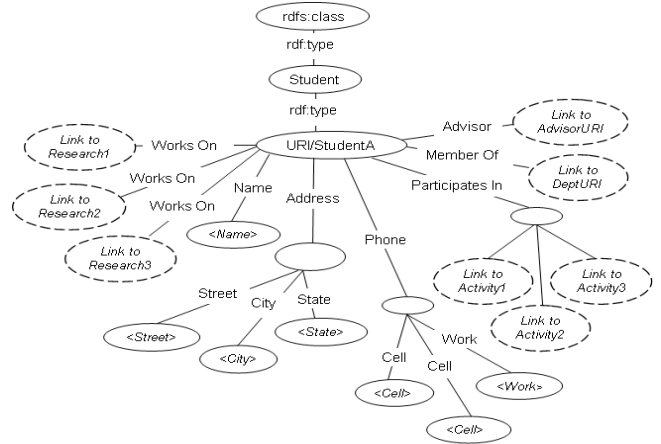 rdfs:class
rdf:type
Student
rdf:type
URI/StudentA
Link to
Research1
Works On
Link to
Research2
Works On
Link to
Research3
Works On
Name
<Name>
Address
Street
City
State
<Street>
<City>
<State>
Phone
Cell
Cell
Work
<Cell>
<Cell>
<Work>
Advisor
Link to
AdvisorURI
Member Of
Link to
DeptURI
Participates In
Link to
Activity1
Link to
Activity2
Link to
Activity3